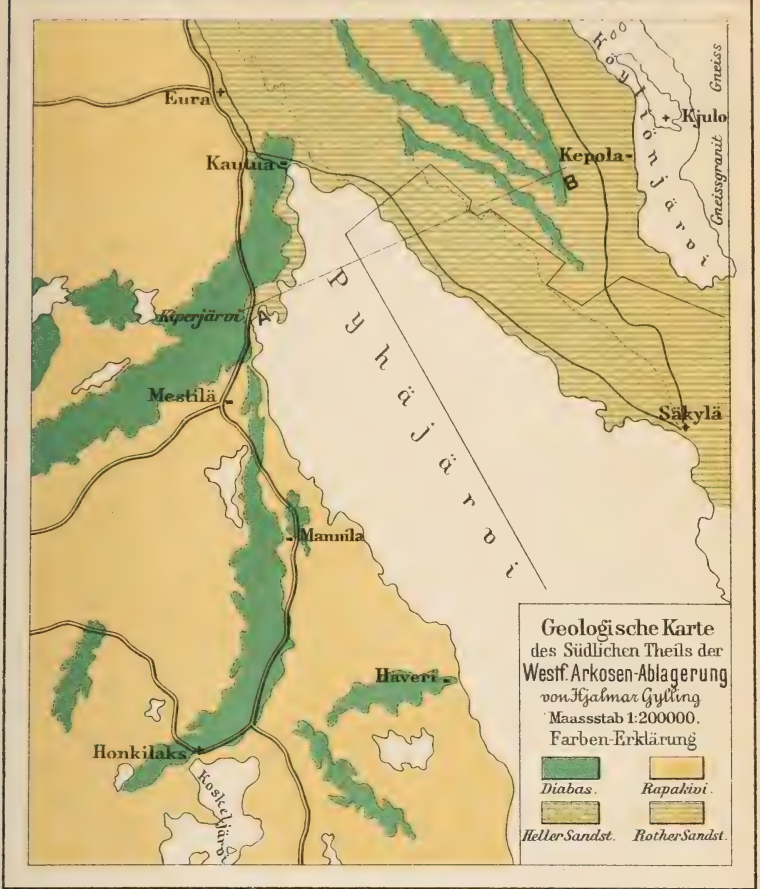 Eura
Kautua
Kepola
B
Köyliönjärvi
Kjulo
Gneissgranit Gneiss
Pyhäjärvi
Kiperjärvi
A
Mestilä
Säkylä
Mannila
Haveri
Honkilaks
Koskeljärvi
Geologische Karte
des Südlichen Theils der
Westf. Arkosen-Ablagerung
von Hjalmar Gylling
Maassstab 1:200000.
Farben-Erklärung
Diabas. Rapakivi.
Heller Sandst. Rother Sandst.